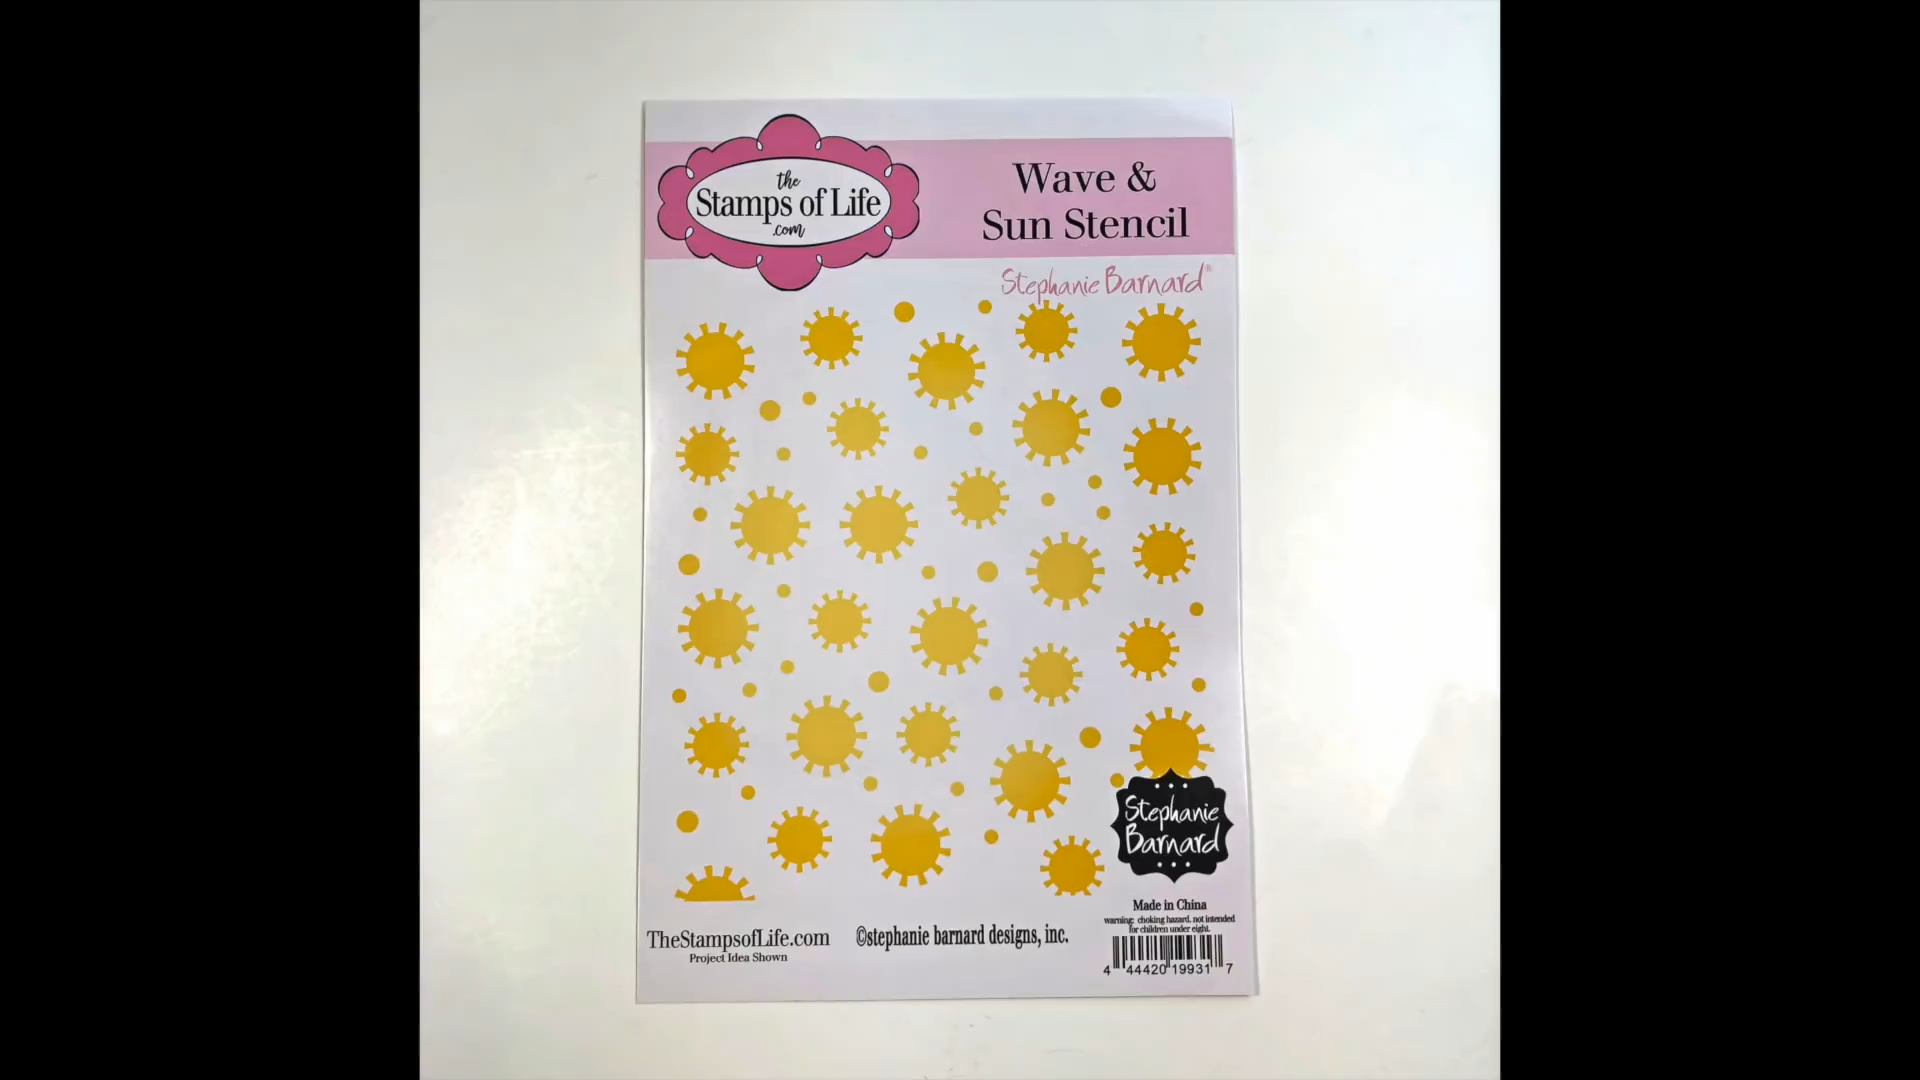 the
Stamps of Life
.com
Wave &
Sun Stencil
Stephanie Barnard®
Stephanie
Barnard
Made in China
warning: choking hazard. not intended
for children under eight.
TheStampsofLife.com
Project Idea Shown
©stephanie barnard designs, inc.
4 44420 19931 7